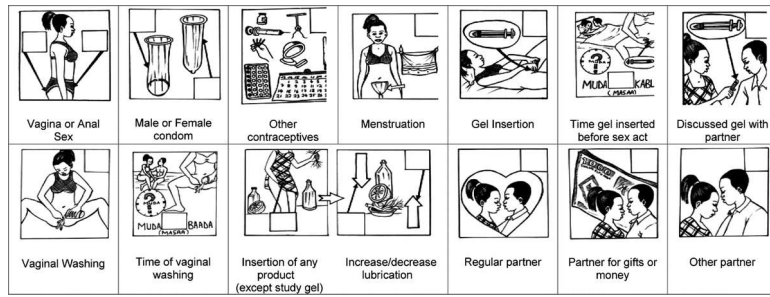 MUDA KABL
(MASAA)
Vagina or Anal
Sex
Male or Female
condom
Other
contraceptives
Menstruation
Gel Insertion
Time gel inserted
before sex act
Discussed gel with
partner
MUDA BAADA
(MASAA)
Vaginal Washing
Time of vaginal
washing
Insertion of any
product
(except study gel)
Increase/decrease
lubrication
Regular partner
Partner for gifts or
money
Other partner